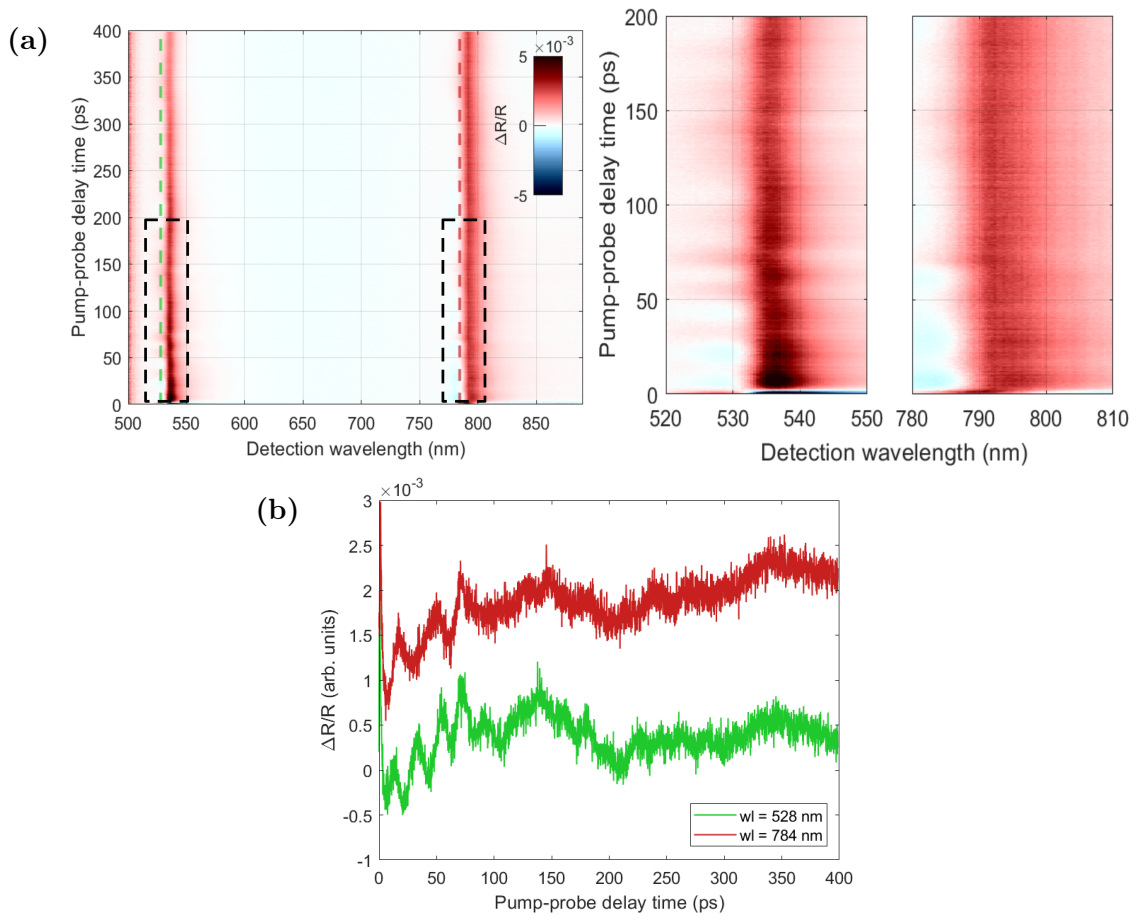 (a)
400
350
300
250
200
150
100
50
0
Pump-probe delay time (ps)
500 550 600 650 700 750 800 850
Detection wavelength (nm)
×10-3
5
0
-5
ΔR/R
200
150
100
50
0
Pump-probe delay time (ps)
520 530 540 550
780 790 800 810
Detection wavelength (nm)
(b)
×10-3
3
2.5
2
1.5
1
0.5
0
-0.5
-1
ΔR/R (arb. units)
wl = 528 nm
wl = 784 nm
0 50 100 150 200 250 300 350 400
Pump-probe delay time (ps)